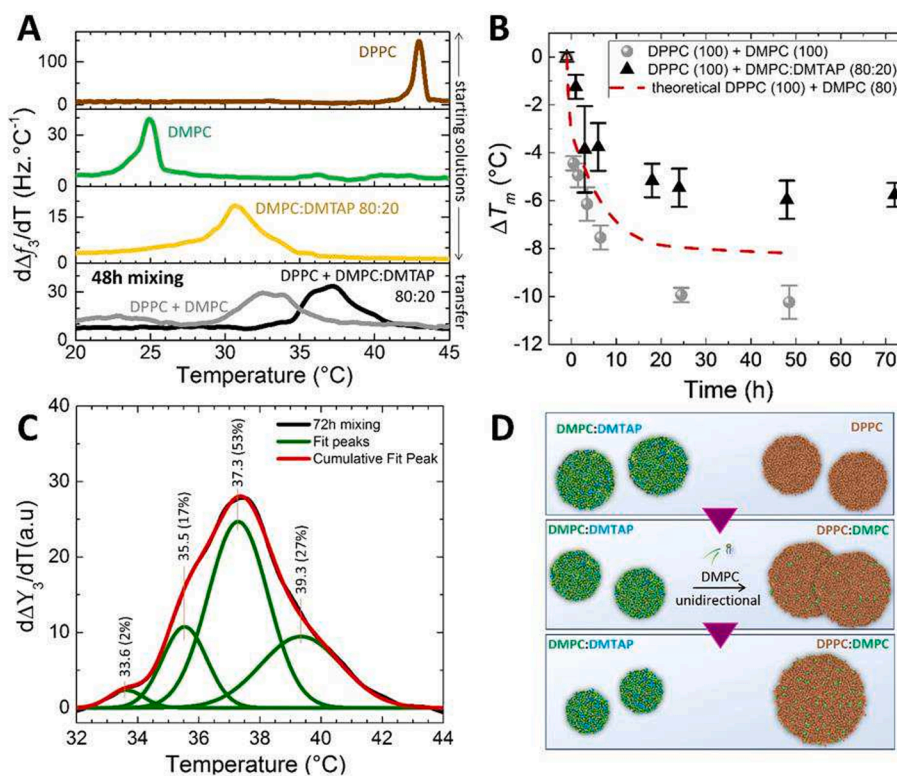 A
150
100
50
0
DPPC
30
0
DMPC
15
0
DMPC:DMTAP 80:20
48h mixing
DPPC + DMPC:DMTAP
80:20
DPPC + DMPC
30
0
20 25 30 35 40 45
Temperature (°C)
dΔf3/dT (Hz.°C⁻¹)
starting solutions
transfer
B
DPPC (100) + DMPC (100)
DPPC (100) + DMPC:DMTAP (80:20)
theoretical DPPC (100) + DMPC (80)
0
-2
-4
-6
-8
-10
-12
ΔTm (°C)
0 10 20 30 40 50 60 70
Time (h)
C
72h mixing
Fit peaks
Cumulative Fit Peak
33.6 (2%)
35.5 (17%)
37.3 (53%)
39.3 (27%)
40
30
20
10
0
dΔϒ3/dT(a.u
32 34 36 38 40 42 44
Temperature (°C)
D
DMPC:DMTAP DPPC
DMPC:DMTAP DPPC:DMPC
DMPC
unidirectional
DMPC:DMTAP DPPC:DMPC